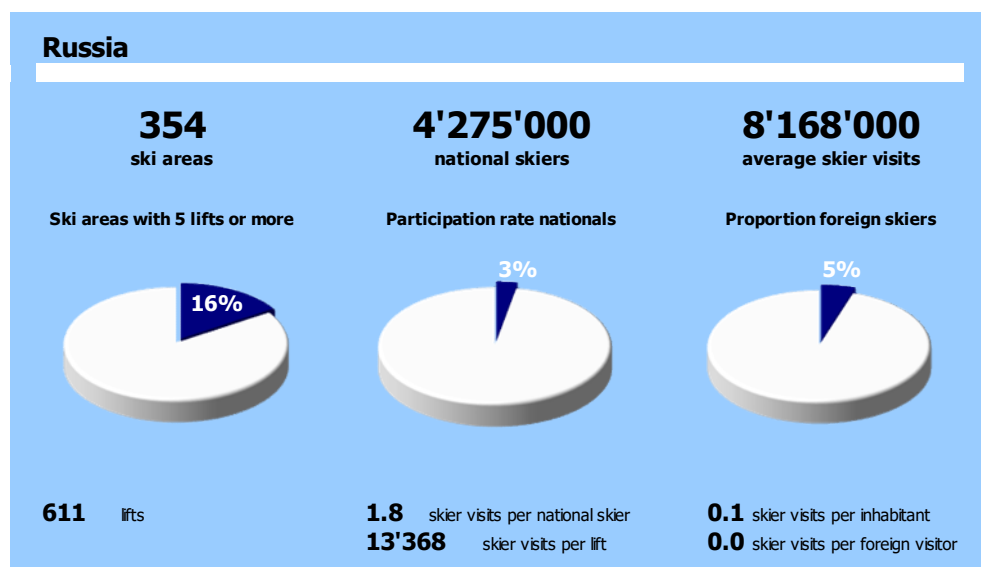 Russia
354 4'275'000 8'168'000
ski areas national skiers average skier visits
Ski areas with 5 lifts or more Participation rate nationals Proportion foreign skiers
16% 3% 5%
611 lifts 1.8 skier visits per national skier 0.1 skier visits per inhabitant
13'368 skier visits per lift 0.0 skier visits per foreign visitor